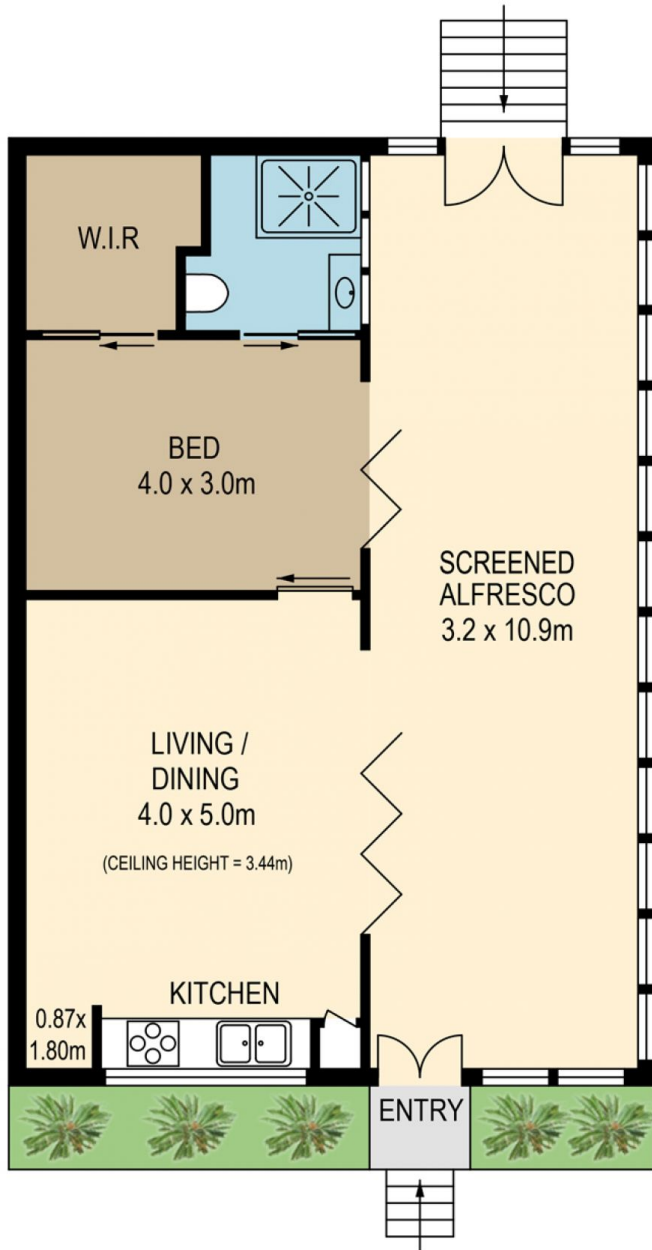 W.I.R
BED
4.0 x 3.0m
SCREENED
ALFRESCO
3.2 x 10.9m
LIVING /
DINING
4.0 x 5.0m
(CEILING HEIGHT = 3.44m)
KITCHEN
0.87x
1.80m
ENTRY